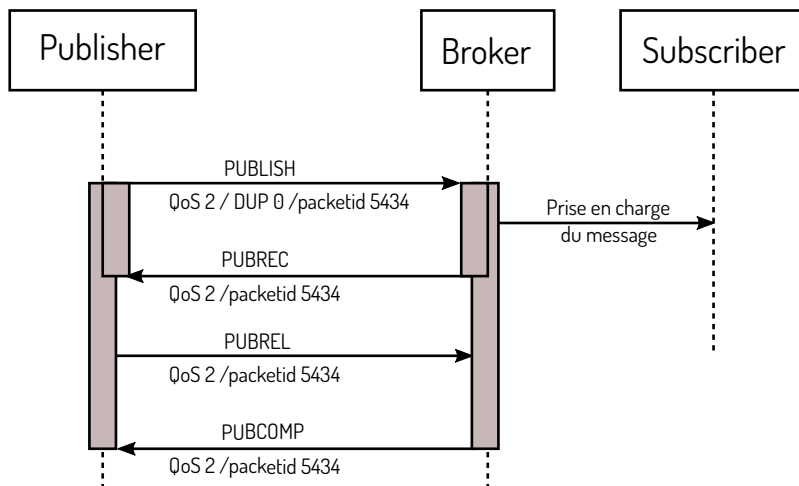 Publisher
Broker
Subscriber
PUBLISH
QoS 2 / DUP 0 /packetid 5434
Prise en charge
du message
PUBREC
QoS 2 /packetid 5434
PUBREL
QoS 2 /packetid 5434
PUBCOMP
QoS 2 /packetid 5434